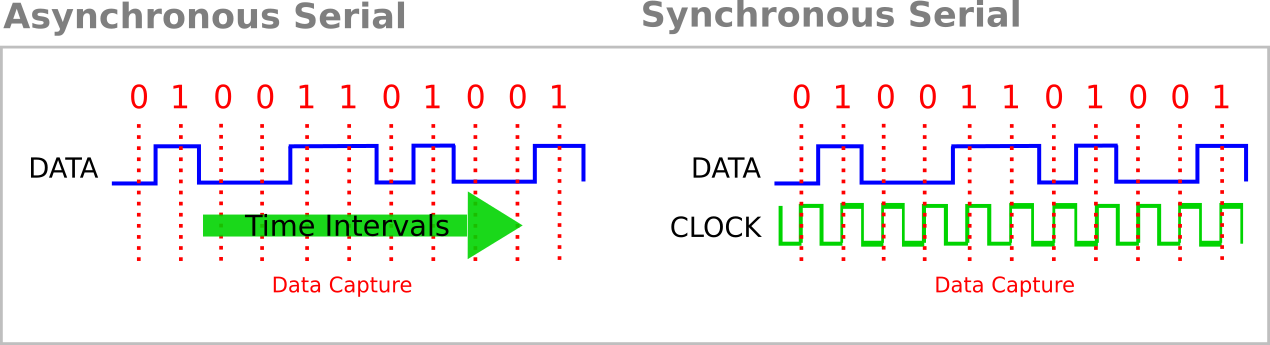 Asynchronous Serial
0 1 0 0 1 1 0 1 0 0 1
DATA
Time Intervals
Data Capture
Synchronous Serial
0 1 0 0 1 1 0 1 0 0 1
DATA
CLOCK
Data Capture